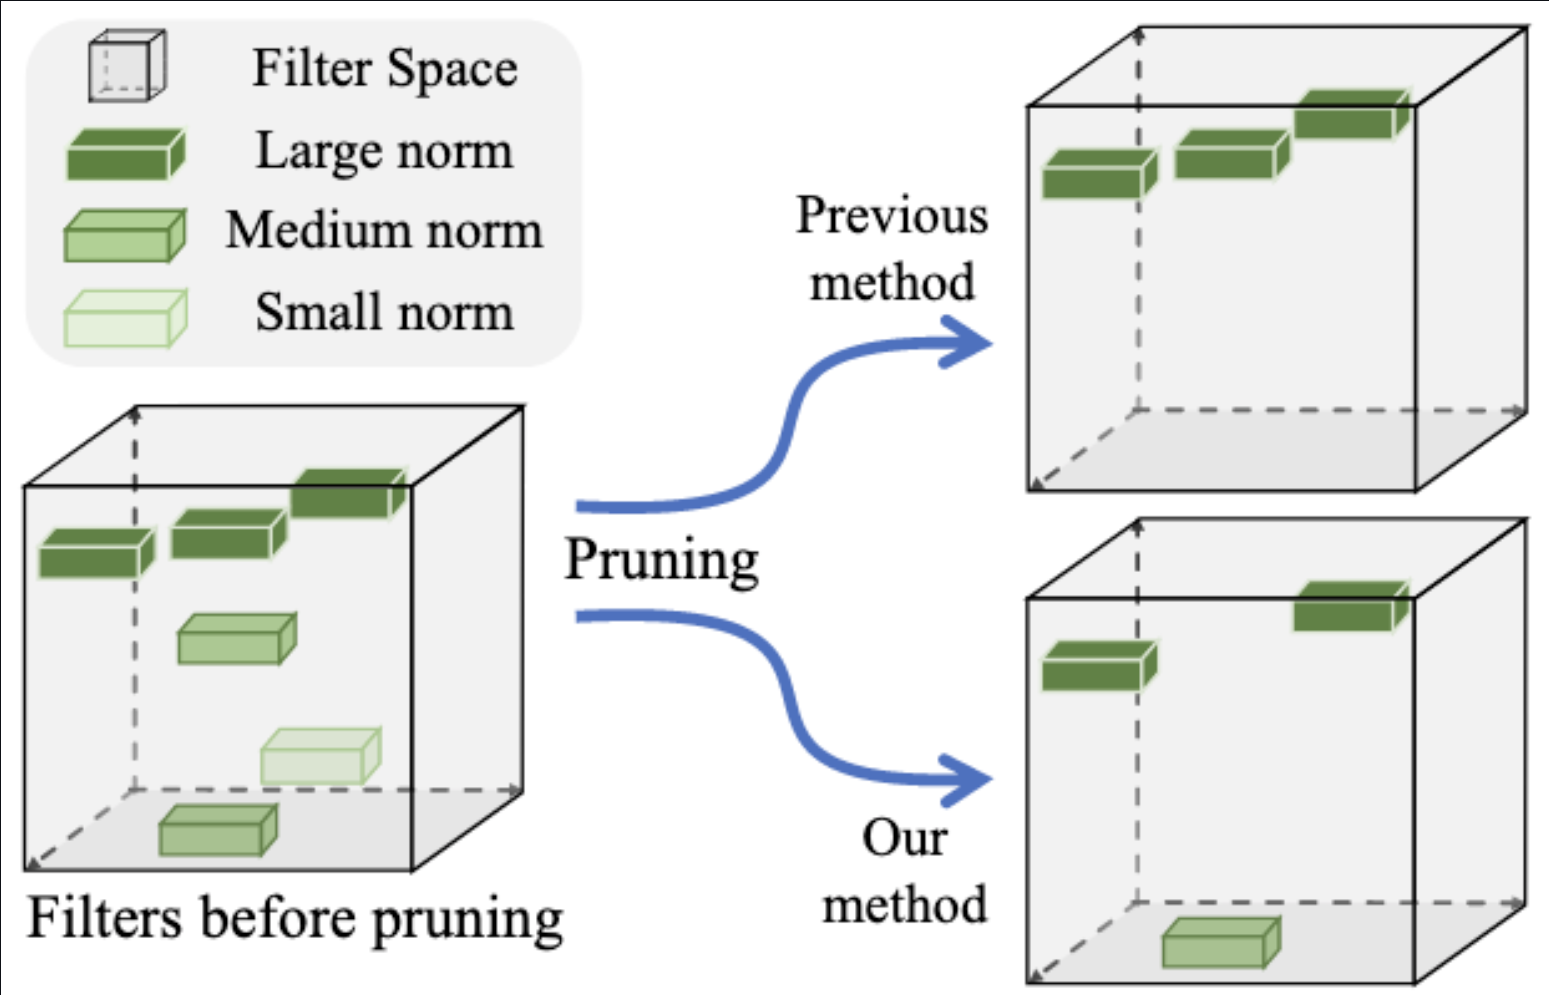 Filter Space
Large norm
Medium norm
Small norm
Filters before pruning
Pruning
Previous
method
Our
method